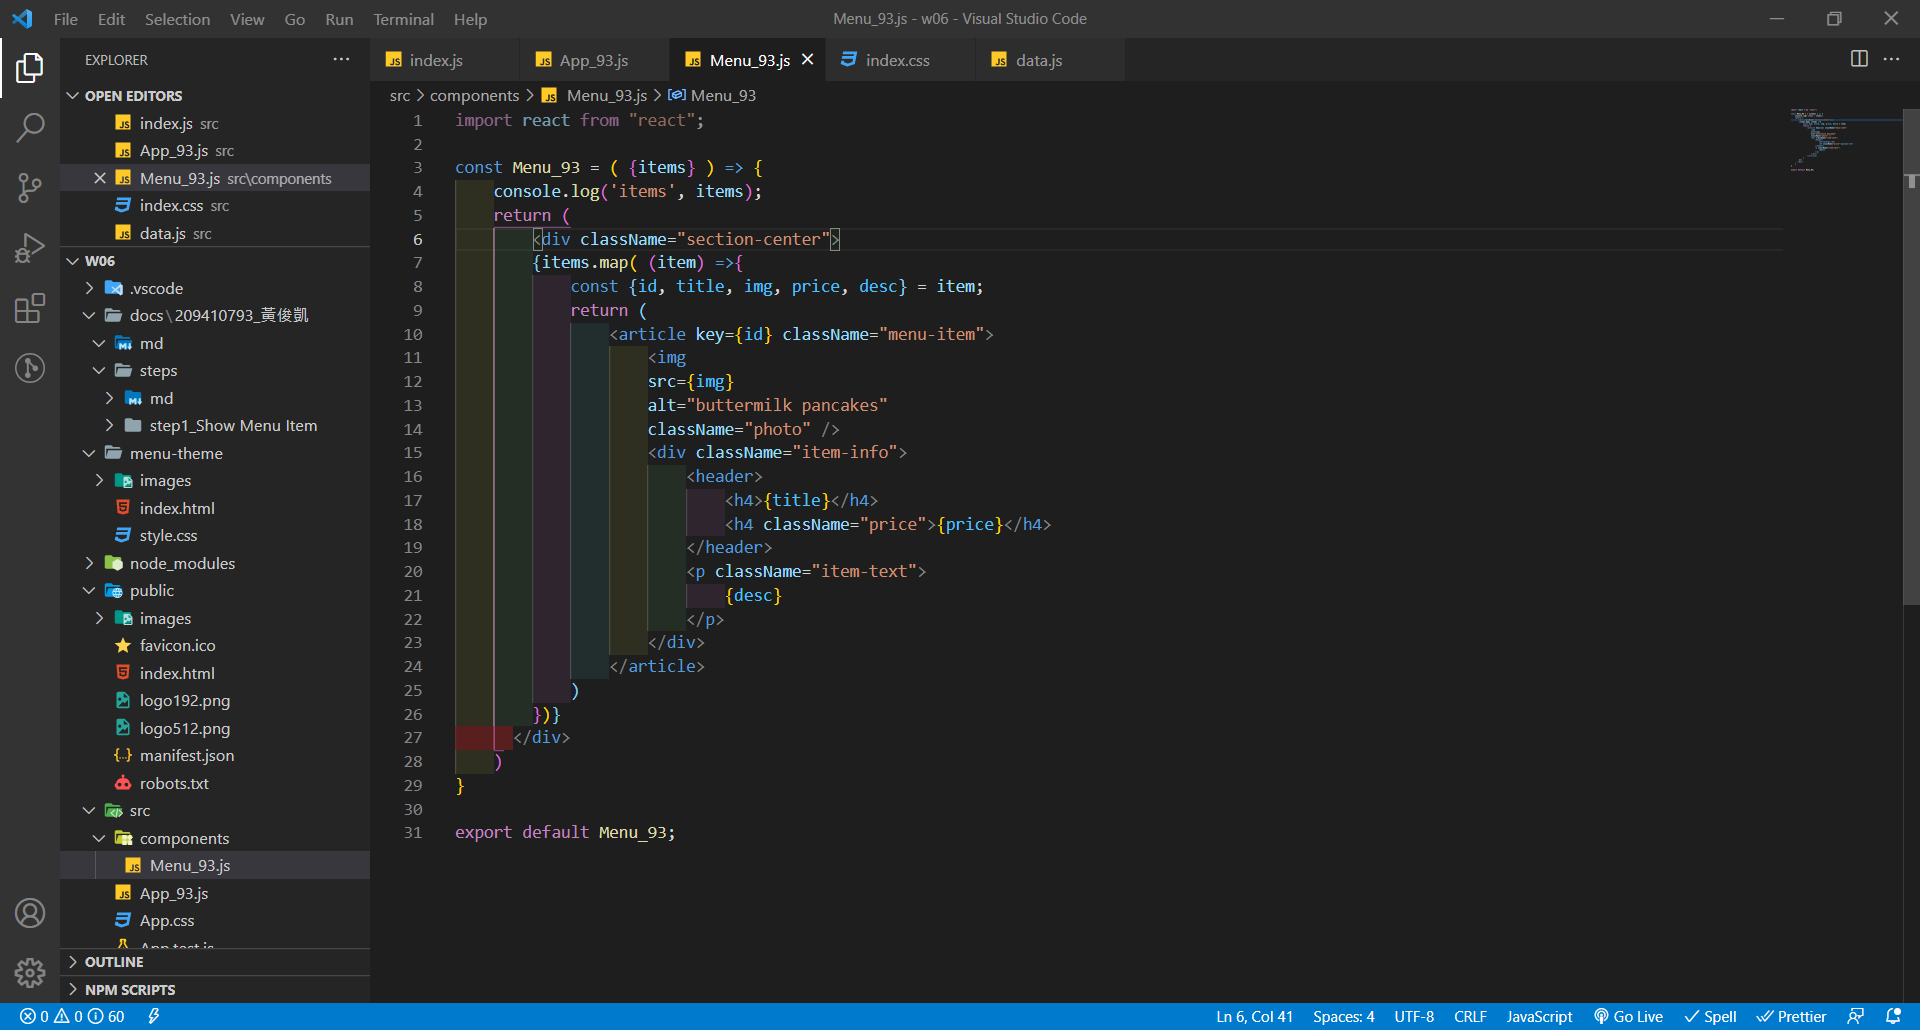 File Edit Selection View Go Run Terminal Help
Menu_93.js - w06 - Visual Studio Code
EXPLORER
OPEN EDITORS
index.js src
App_93.js src
Menu_93.js src\components
index.css src
data.js src
W06
.vscode
docs \ 209410793_黃俊凱
md
steps
md
step1_Show Menu Item
menu-theme
images
index.html
style.css
node_modules
public
images
favicon.ico
index.html
logo192.png
logo512.png
manifest.json
robots.txt
src
components
Menu_93.js
App_93.js
App.css
App.test.js
OUTLINE
NPM SCRIPTS
index.js App_93.js Menu_93.js index.css data.js
src > components > Menu_93.js > Menu_93
1 import react from "react";
2
3 const Menu_93 = ( {items} ) => {
4 console.log('items', items);
5 return (
6 <div className="section-center">
7 {items.map( (item) =>{
8 const {id, title, img, price, desc} = item;
9 return (
10 <article key={id} className="menu-item">
11 <img
12 src={img}
13 alt="buttermilk pancakes"
14 className="photo" />
15 <div className="item-info">
16 <header>
17 <h4>{title}</h4>
18 <h4 className="price">{price}</h4>
19 </header>
20 <p className="item-text">
21 {desc}
22 </p>
23 </div>
24 </article>
25 )
26 })}
27 </div>
28 )
29 }
30
31 export default Menu_93;
0 0 60
Ln 6, Col 41 Spaces: 4 UTF-8 CRLF JavaScript Go Live Spell Prettier